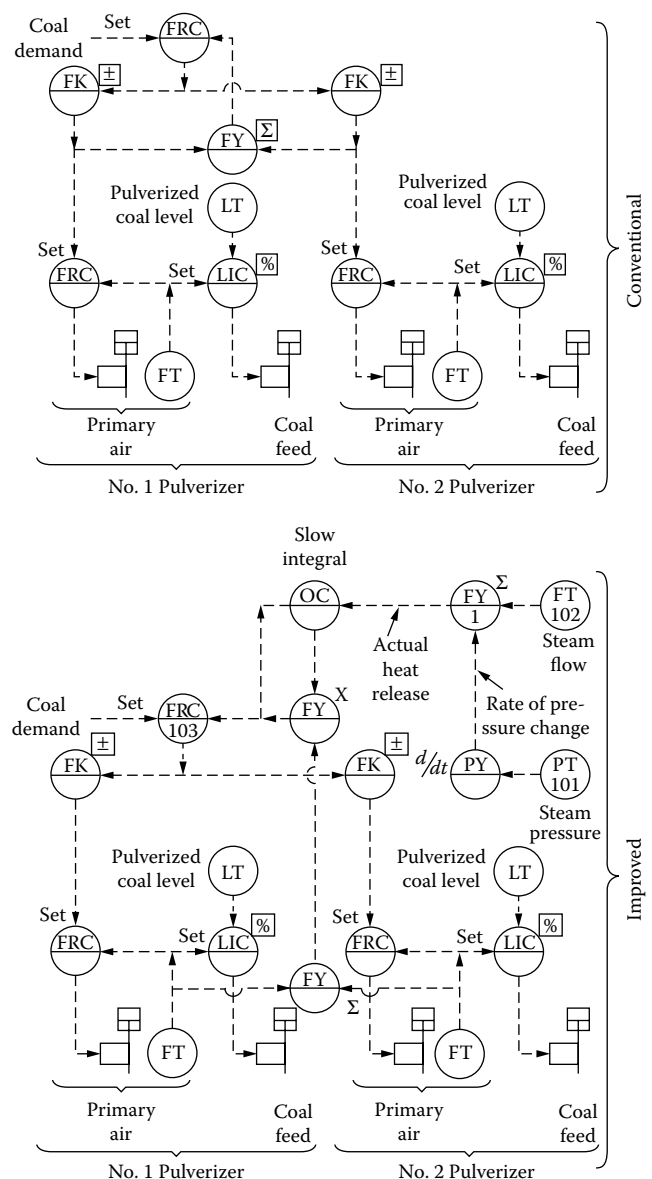 Coal
demand
Set
FRC
FK
±
FK
±
FY
Σ
Pulverized
coal level
LT
Pulverized
coal level
LT
Set
FRC
Set
LIC
%
Set
FRC
Set
LIC
%
FT
FT
Primary
air
Coal
feed
Primary
air
Coal
feed
No. 1 Pulverizer
No. 2 Pulverizer
Conventional
Slow
integral
OC
FY
1
Σ
FT
102
Steam
flow
Actual
heat
release
Rate of pre-
ssure change
Coal
demand
Set
FRC
103
FY
X
FK
±
FK
±
d/dt
PY
PT
101
Steam
pressure
Pulverized
coal level
LT
Pulverized
coal level
LT
Set
FRC
Set
LIC
%
Set
FRC
Set
LIC
%
FY
Σ
FT
FT
Primary
air
Coal
feed
Primary
air
Coal
feed
No. 1 Pulverizer
No. 2 Pulverizer
Improved